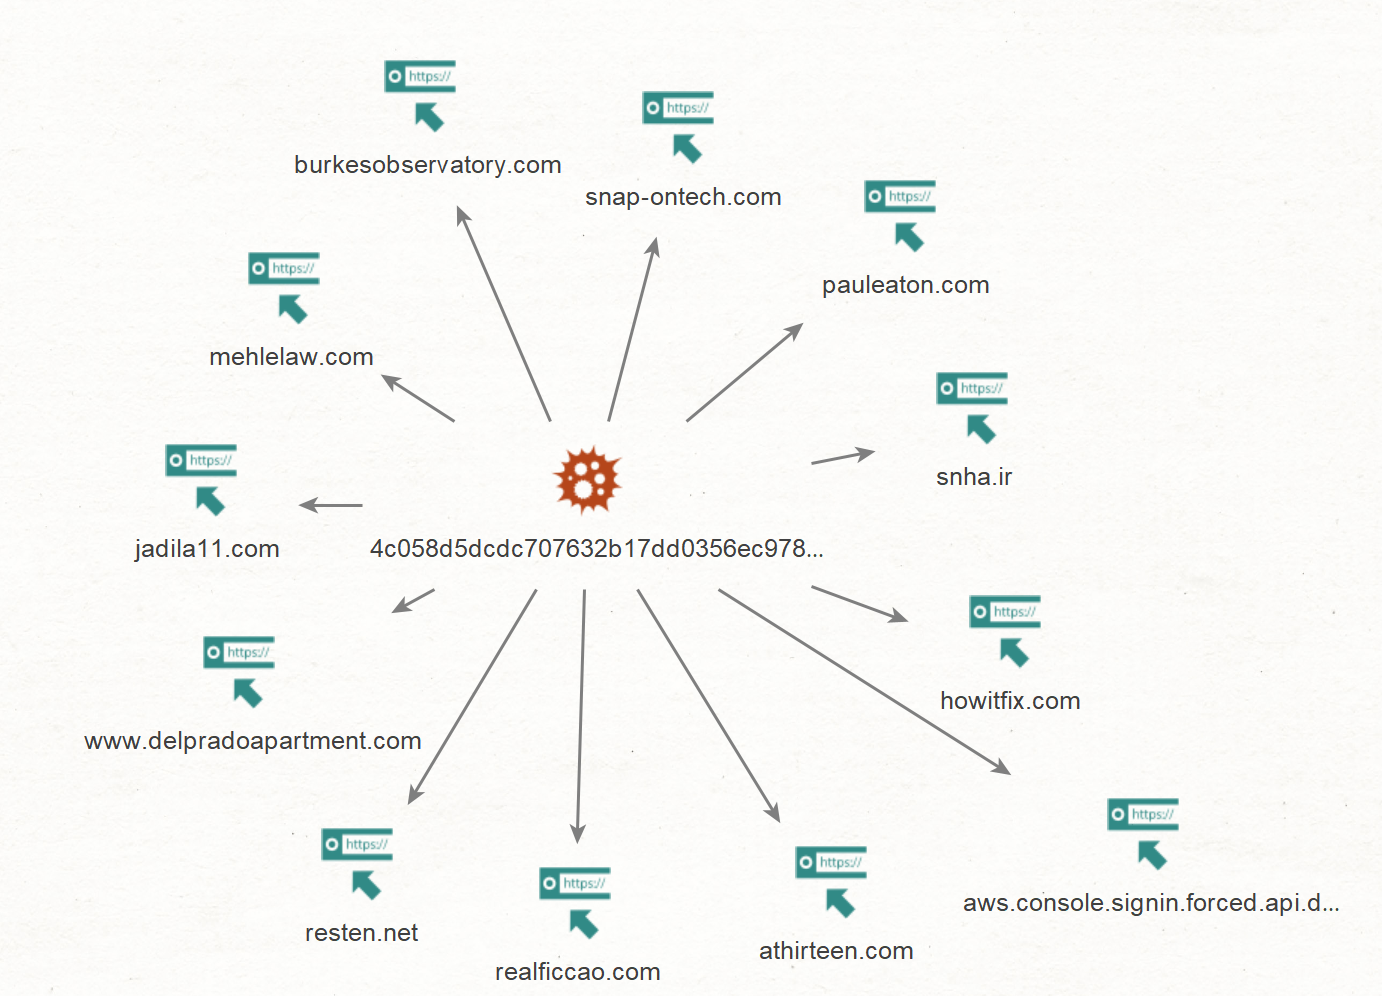 https://
burkesobservatory.com
https://
snap-ontech.com
https://
pauleaton.com
https://
mehlelaw.com
https://
snha.ir
https://
jadila11.com
4c058d5dcdc707632b17dd0356ec978...
https://
howitfix.com
https://
www.delpradoapartment.com
https://
aws.console.signin.forced.api.d...
https://
resten.net
https://
athirteen.com
https://
realficcao.com